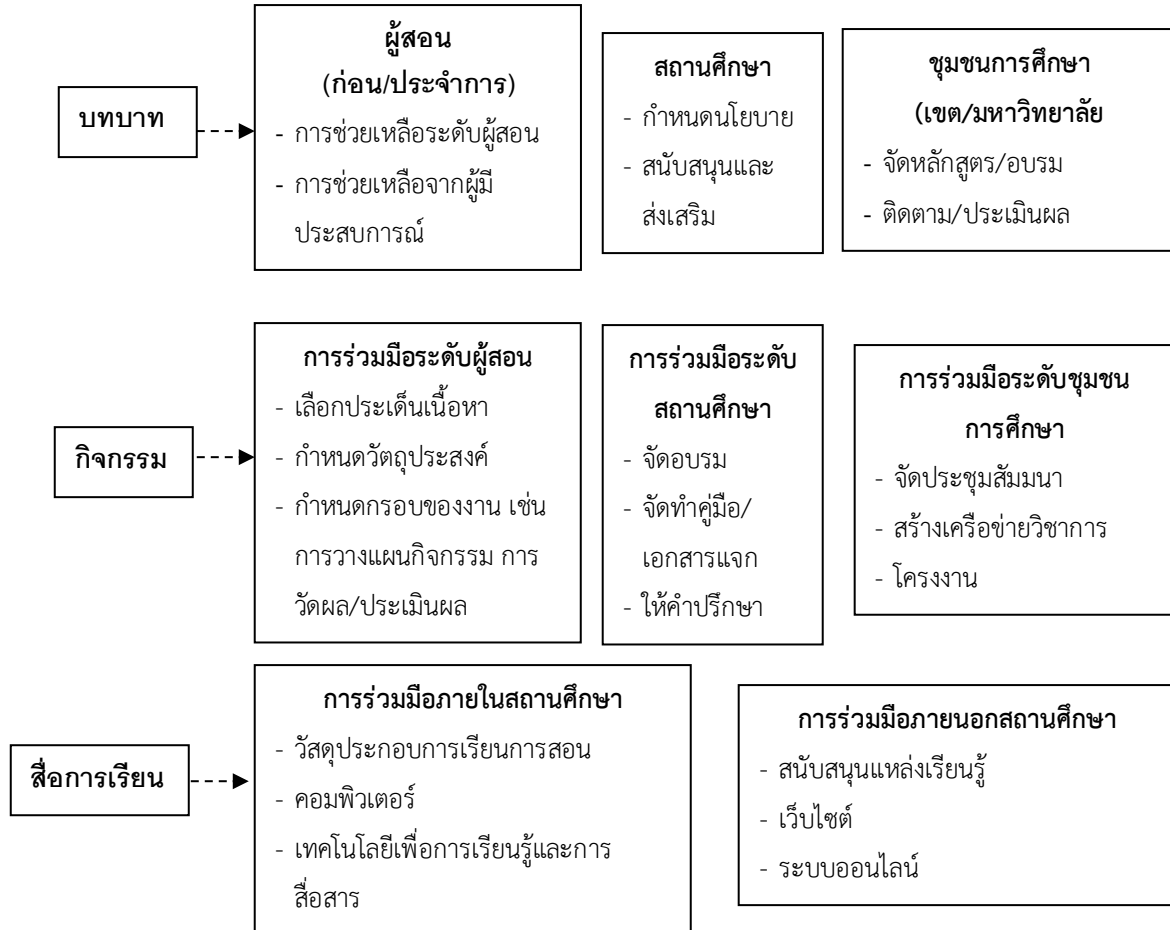 บทบาท
ผู้สอน
(ก่อน/ประจำการ)
- การช่วยเหลือระดับผู้สอน
- การช่วยเหลือจากผู้มี
ประสบการณ์
สถานศึกษา
- กำหนดนโยบาย
- สนับสนุนและ
ส่งเสริม
ชุมชนการศึกษา
(เขต/มหาวิทยาลัย
- จัดหลักสูตร/อบรม
- ติดตาม/ประเมินผล
กิจกรรม
การร่วมมือระดับผู้สอน
- เลือกประเด็นเนื้อหา
- กำหนดวัตถุประสงค์
- กำหนดกรอบของงาน เช่น
การวางแผนกิจกรรม การ
วัดผล/ประเมินผล
การร่วมมือระดับ
สถานศึกษา
- จัดอบรม
- จัดทำคู่มือ/
เอกสารแจก
- ให้คำปรึกษา
การร่วมมือระดับชุมชน
การศึกษา
- จัดประชุมสัมมนา
- สร้างเครือข่ายวิชาการ
- โครงงาน
สื่อการเรียน
การร่วมมือภายในสถานศึกษา
- วัสดุประกอบการเรียนการสอน
- คอมพิวเตอร์
- เทคโนโลยีเพื่อการเรียนรู้และการ
สื่อสาร
การร่วมมือภายนอกสถานศึกษา
- สนับสนุนแหล่งเรียนรู้
- เว็บไซต์
- ระบบออนไลน์